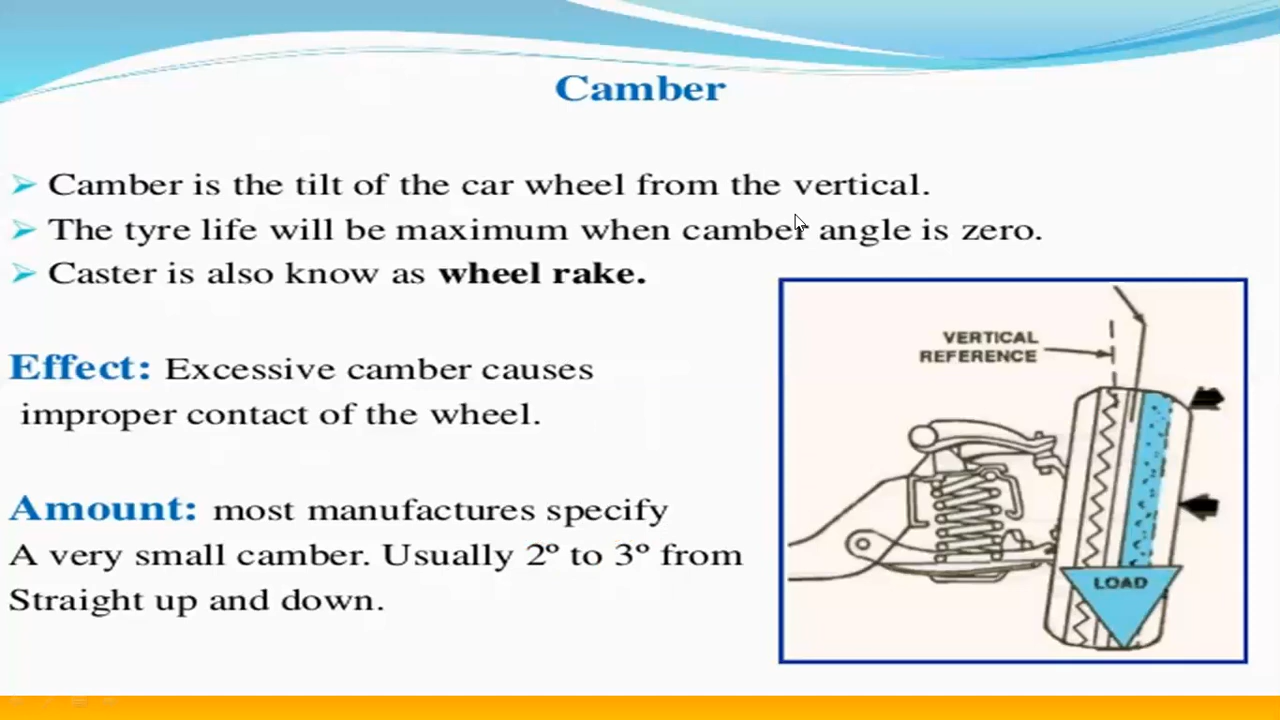 Camber
Camber is the tilt of the car wheel from the vertical.
The tyre life will be maximum when camber angle is zero.
Caster is also know as wheel rake.
Effect: Excessive camber causes
improper contact of the wheel.
Amount: most manufactures specify
A very small camber. Usually 2º to 3º from
Straight up and down.
VERTICAL
REFERENCE
LOAD